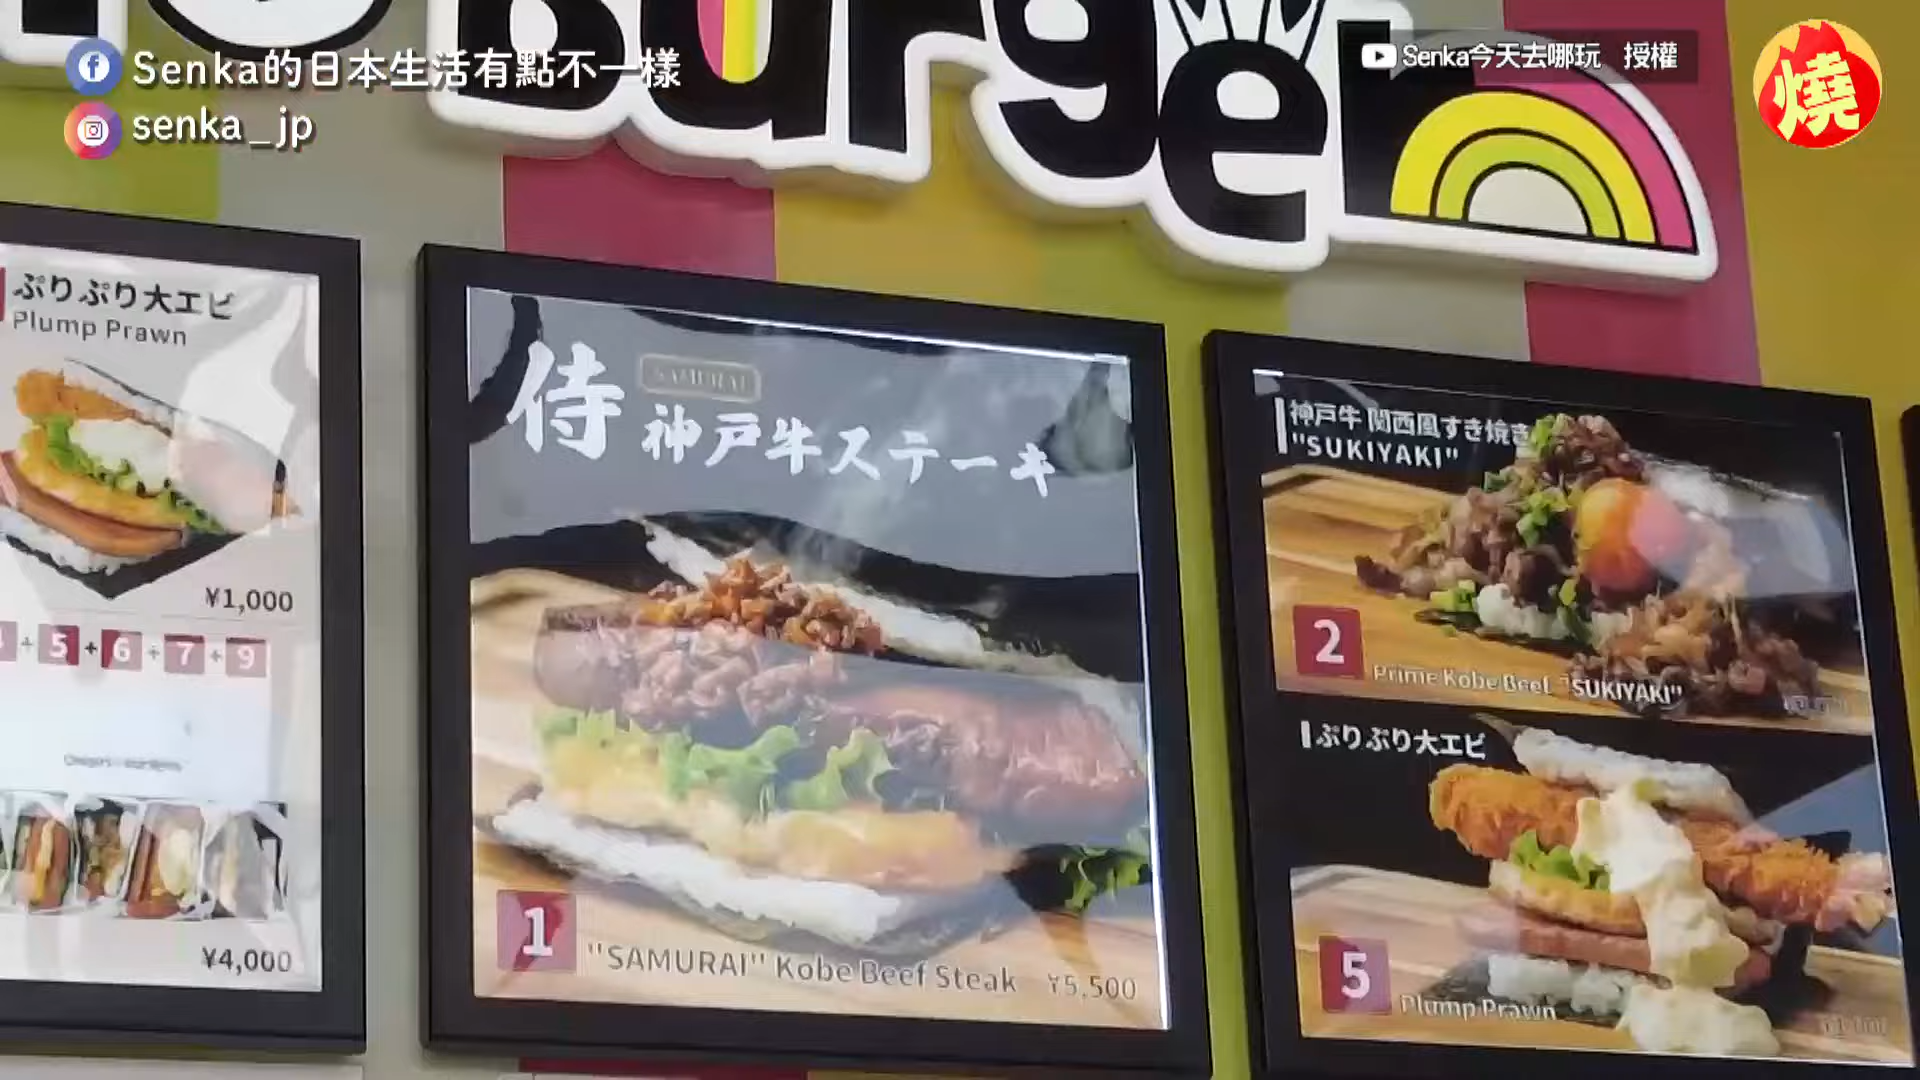 Senka的日本生活有點不一樣
senka_jp
Senka今天去哪玩 授權
燒
Burger
ぷりぷり大エビ
Plump Prawn
¥1,000
+ 5 + 6 + 7 + 9
¥4,000
侍 SAMURAI
神戸牛ステーキ
1 "SAMURAI" Kobe Beef Steak ¥5,500
神戸牛 関西風すき焼き
"SUKIYAKI"
2 Prime Kobe Beef "SUKIYAKI"
ぷりぷり大エビ
5 Plump Prawn